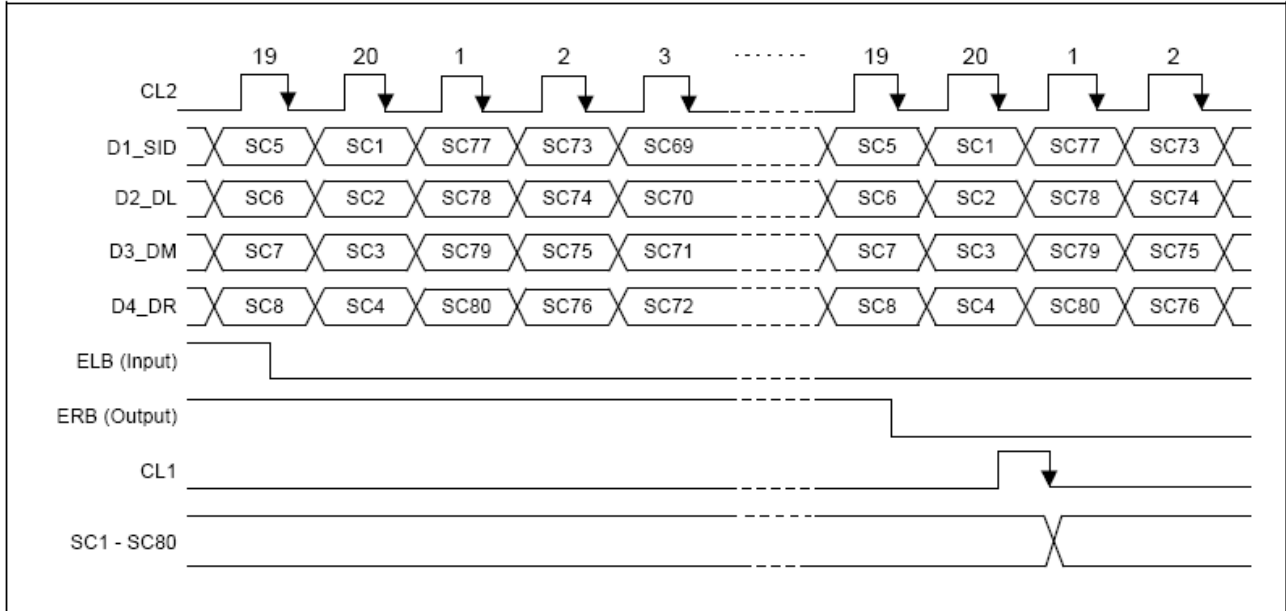 19 20 1 2 3 ....... 19 20 1 2
CL2
D1_SID SC5 SC1 SC77 SC73 SC69 SC5 SC1 SC77 SC73
D2_DL SC6 SC2 SC78 SC74 SC70 SC6 SC2 SC78 SC74
D3_DM SC7 SC3 SC79 SC75 SC71 SC7 SC3 SC79 SC75
D4_DR SC8 SC4 SC80 SC76 SC72 SC8 SC4 SC80 SC76
ELB (Input)
ERB (Output)
CL1
SC1 - SC80